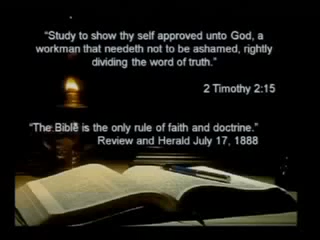 “Study to show thy self approved unto God, a
workman that needeth not to be ashamed, rightly
dividing the word of truth.”
2 Timothy 2:15
“The Bible is the only rule of faith and doctrine.”
Review and Herald July 17, 1888